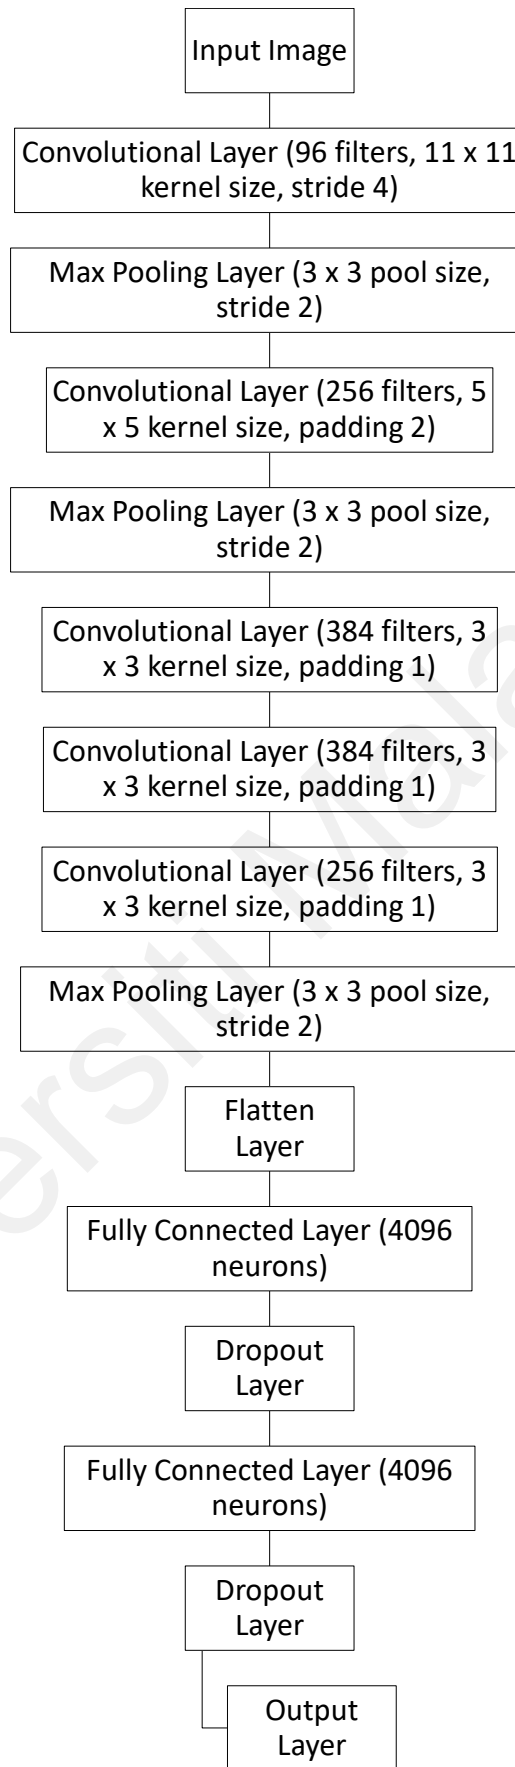 Input Image
Convolutional Layer (96 filters, 11 x 11
kernel size, stride 4)
Max Pooling Layer (3 x 3 pool size,
stride 2)
Convolutional Layer (256 filters, 5
x 5 kernel size, padding 2)
Max Pooling Layer (3 x 3 pool size,
stride 2)
Convolutional Layer (384 filters, 3
x 3 kernel size, padding 1)
Convolutional Layer (384 filters, 3
x 3 kernel size, padding 1)
Convolutional Layer (256 filters, 3
x 3 kernel size, padding 1)
Max Pooling Layer (3 x 3 pool size,
stride 2)
Flatten
Layer
Fully Connected Layer (4096
neurons)
Dropout
Layer
Fully Connected Layer (4096
neurons)
Dropout
Layer
Output
Layer